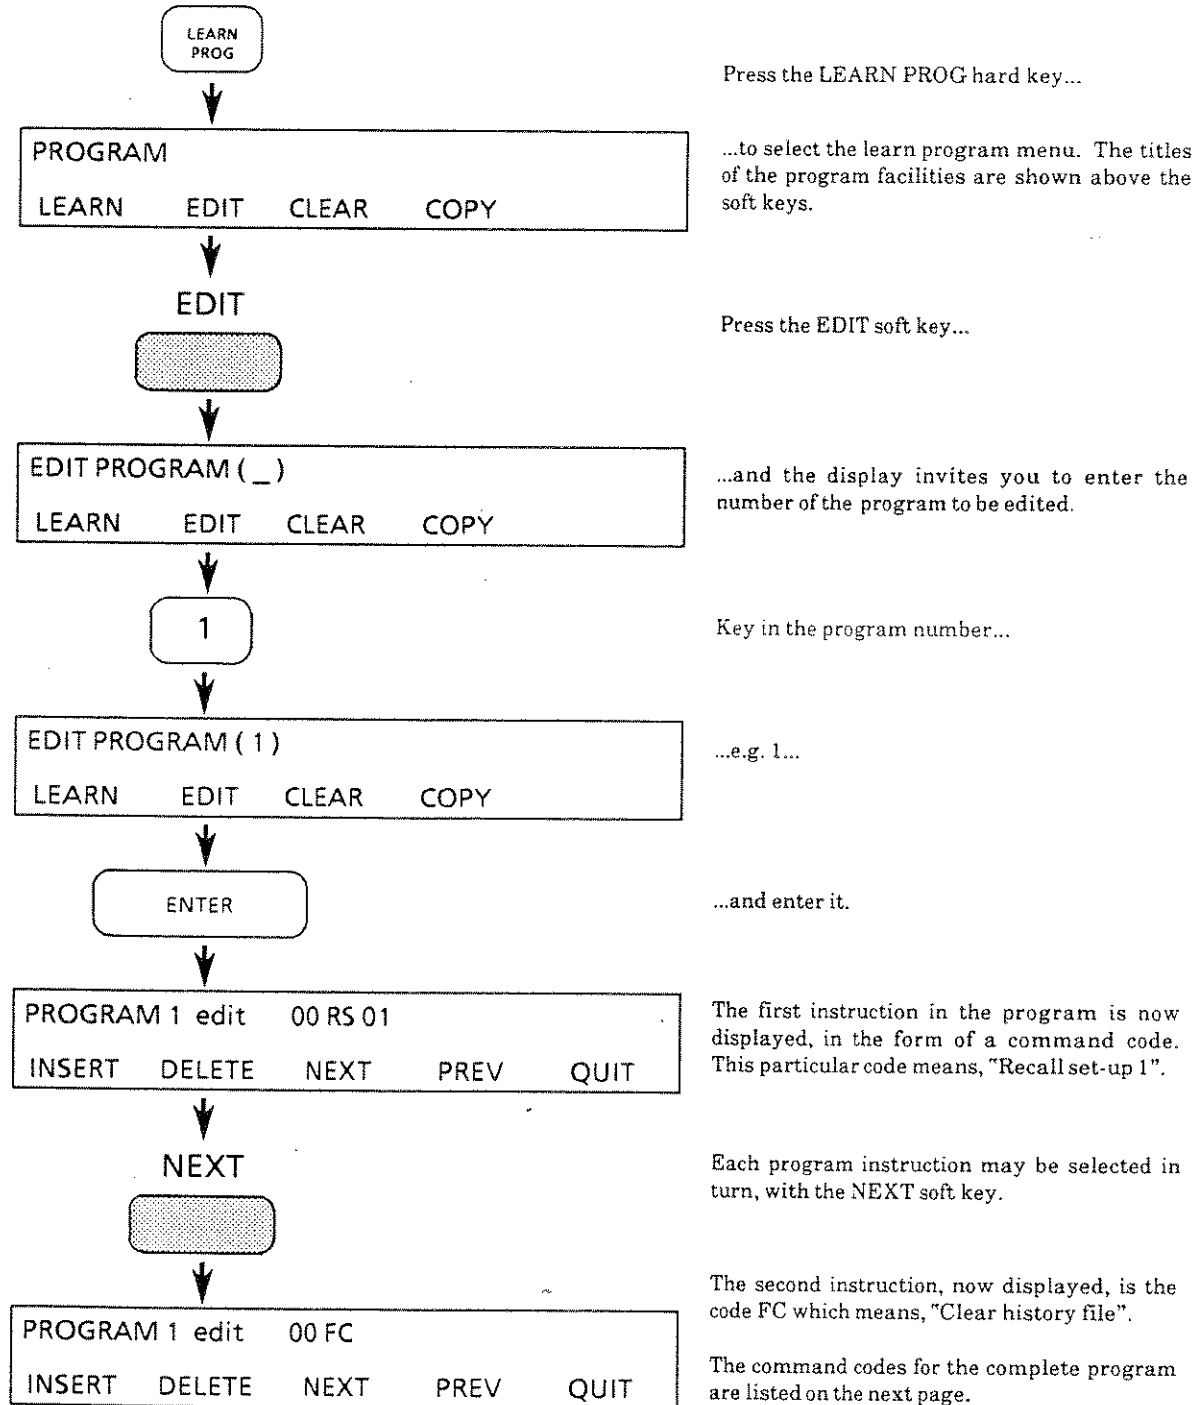 LEARN
PROG
Press the LEARN PROG hard key...
PROGRAM
LEARN EDIT CLEAR COPY
...to select the learn program menu. The titles
of the program facilities are shown above the
soft keys.
EDIT
Press the EDIT soft key...
EDIT PROGRAM ( _ )
LEARN EDIT CLEAR COPY
...and the display invites you to enter the
number of the program to be edited.
1
Key in the program number...
EDIT PROGRAM ( 1 )
LEARN EDIT CLEAR COPY
...e.g. 1...
ENTER
...and enter it.
PROGRAM 1 edit 00 RS 01
INSERT DELETE NEXT PREV QUIT
The first instruction in the program is now
displayed, in the form of a command code.
This particular code means, "Recall set-up 1".
NEXT
Each program instruction may be selected in
turn, with the NEXT soft key.
PROGRAM 1 edit 00 FC
INSERT DELETE NEXT PREV QUIT
The second instruction, now displayed, is the
code FC which means, "Clear history file".
The command codes for the complete program
are listed on the next page.